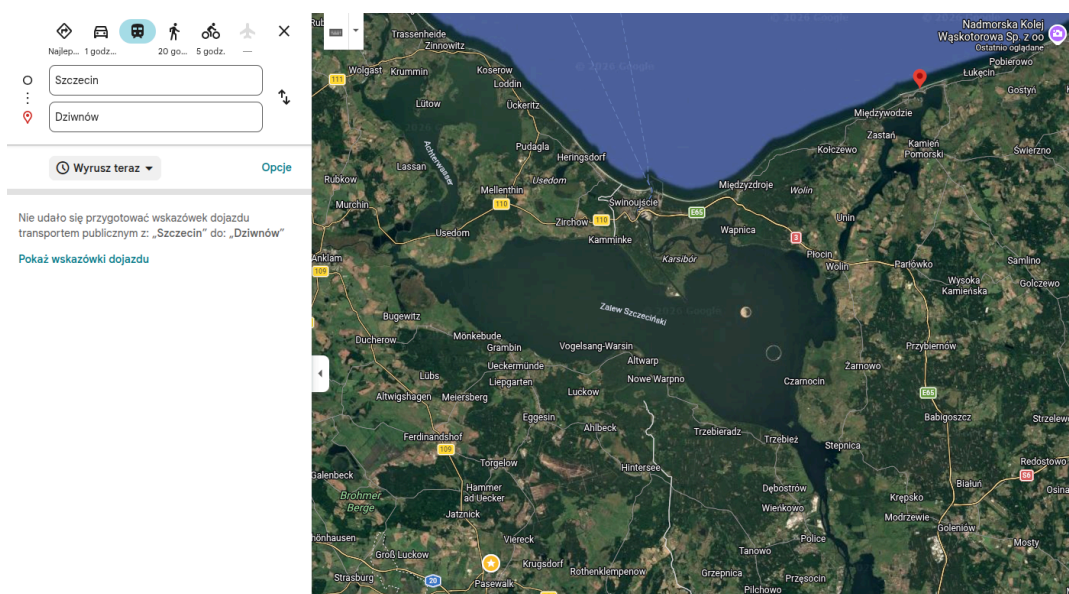 Najlep...
1 godz...
20 go...
5 godz.
—
Szczecin
Dziwnów
Wyrusz teraz
Opcje
Nie udało się przygotować wskazówek dojazdu
transportem publicznym z: „Szczecin” do: „Dziwnów”
Pokaż wskazówki dojazdu
© 2026 Google
Nadmorska Kolej
Wąskotorowa Sp. z oo
Ostatnio oglądane
Trassenheide
Zinnowitz
Pobierowo
Łukęcin
Wolgast
Krummin
Koserow
© 2026 Google
111
Loddin
Gostyń
Lütow
Ückeritz
Międzywodzie
Zastań
Pudagla
Kamień
Pomorski
Kołczewo
Świerzno
Achterwasser
Heringsdorf
Lassan
Rubkow
Usedom
Mellenthin
Międzyzdroje
Wolin
Murchin
110
Świnoujście
E65
Zirchow
110
Unin
Usedom
Kamminke
Wapnica
3
Anklam
Karsibór
Płocin
Wolin
Parłówko
Samlino
109
Wysoka
Kamieńska
Golczewo
Zalew Szczeciński
Bugewitz
Mönkebude
Grambin
Ducherow
Vogelsang-Warsin
Przybiernów
Ueckermünde
Altwarp
Żarnowo
Lübs
Liepgarten
Nowe Warpno
Czarnocin
Altwigshagen
Meiersberg
Luckow
E65
Eggesin
Ahlbeck
Babigoszcz
Strzelew
Ferdinandshof
Trzebieradz
Trzebież
Stepnica
109
Torgelow
Hintersee
Redostowo
Galenbeck
S6
Hammer
ad Uecker
Dębostrów
Białuń
Osina
Brohmer
Berge
Krępsko
Jatznick
Wieńkowo
Modrzewie
Goleniów
Viereck
Police
Mosty
Groß Luckow
Tanowo
Krugsdorf
Rothenklempenow
Grzepnica
Przęsocin
Strasburg
20
Pasewalk
Pilchowo